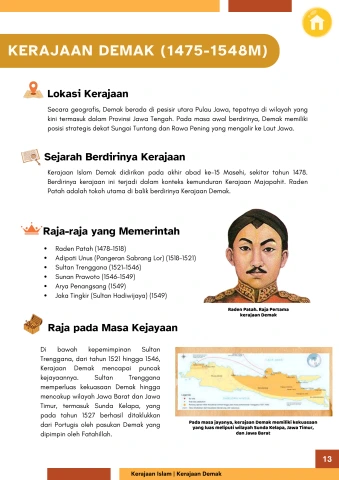 KERAJAAN DEMAK (1475-1548M)
Lokasi Kerajaan
Secara geografis, Demak berada di pesisir utara Pulau Jawa, tepatnya di wilayah yang
kini termasuk dalam Provinsi Jawa Tengah. Pada masa awal berdirinya, Demak memiliki
posisi strategis dekat Sungai Tuntang dan Rawa Pening yang mengalir ke Laut Jawa.
Sejarah Berdirinya Kerajaan
Kerajaan Islam Demak didirikan pada akhir abad ke-15 Masehi, sekitar tahun 1478.
Berdirinya kerajaan ini terjadi dalam konteks kemunduran Kerajaan Majapahit. Raden
Patah adalah tokoh utama di balik berdirinya Kerajaan Demak.
Raja-raja yang Memerintah
• Raden Patah (1478-1518)
• Adipati Unus (Pangeran Sabrang Lor) (1518-1521)
• Sultan Trenggana (1521-1546)
• Sunan Prawoto (1546-1549)
• Arya Penangsang (1549)
• Jaka Tingkir (Sultan Hadiwijaya) (1549)
Raden Patah, Raja Pertama
kerajaan Demak
Raja pada Masa Kejayaan
Di bawah kepemimpinan Sultan
Trenggana, dari tahun 1521 hingga 1546,
Kerajaan Demak mencapai puncak
kejayaannya. Sultan Trenggana
memperluas kekuasaan Demak hingga
mencakup wilayah Jawa Barat dan Jawa
Timur, termasuk Sunda Kelapa, yang
pada tahun 1527 berhasil ditaklukkan
dari Portugis oleh pasukan Demak yang
dipimpin oleh Fatahillah.
Pada masa jayanya, kerajaan Demak memiliki kekuasaan
yang luas meliputi wilayah Sunda Kelapa, Jawa Timur,
dan Jawa Barat
13
Kerajaan Islam | Kerajaan Demak